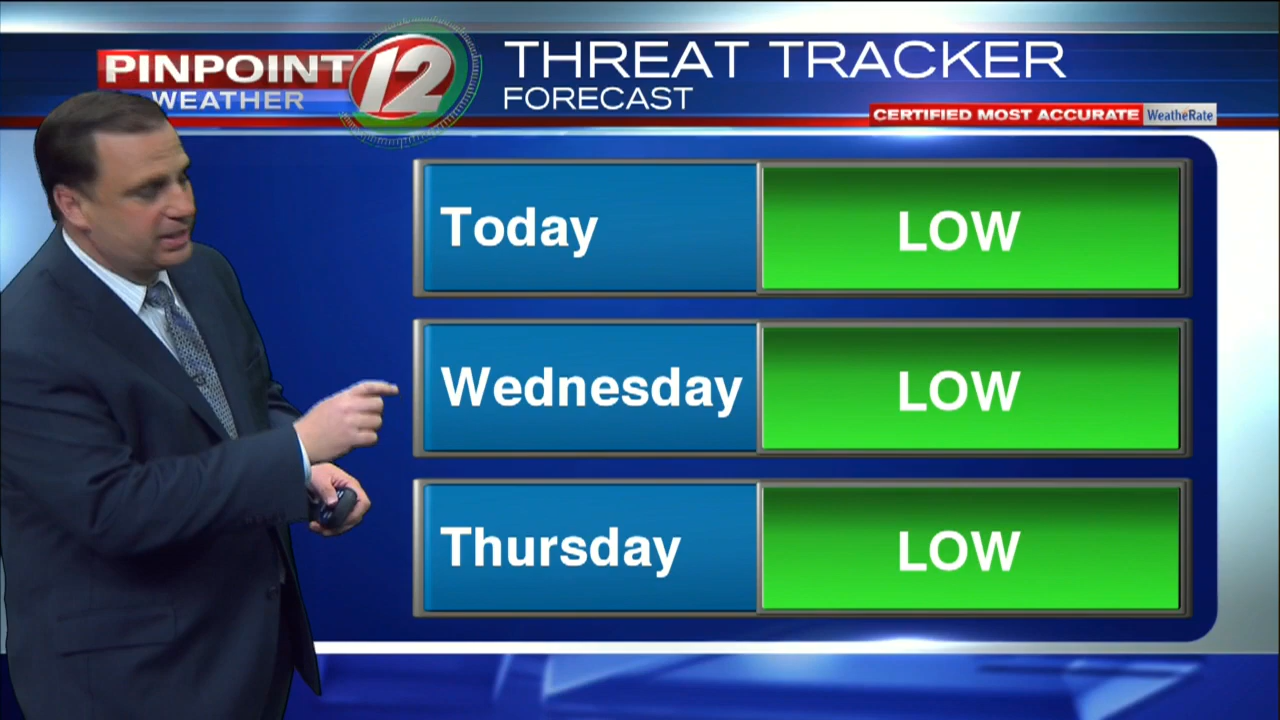 PINPOINT 12
WEATHER
THREAT TRACKER
FORECAST
CERTIFIED MOST ACCURATE WeatheRate
Today LOW
Wednesday LOW
Thursday LOW